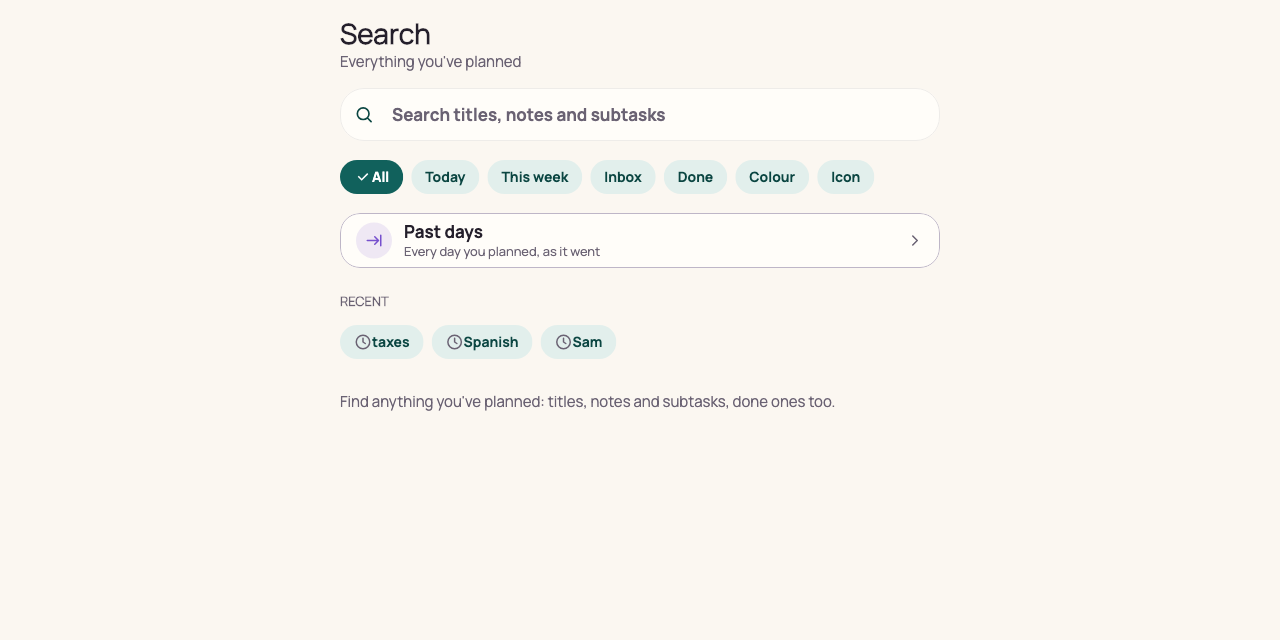 Search
Everything you've planned
Search titles, notes and subtasks
All
Today
This week
Inbox
Done
Colour
Icon
Past days
Every day you planned, as it went
RECENT
taxes
Spanish
Sam
Find anything you've planned: titles, notes and subtasks, done ones too.